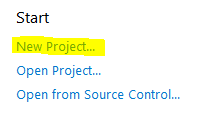 Start
New Project...
Open Project...
Open from Source Control...